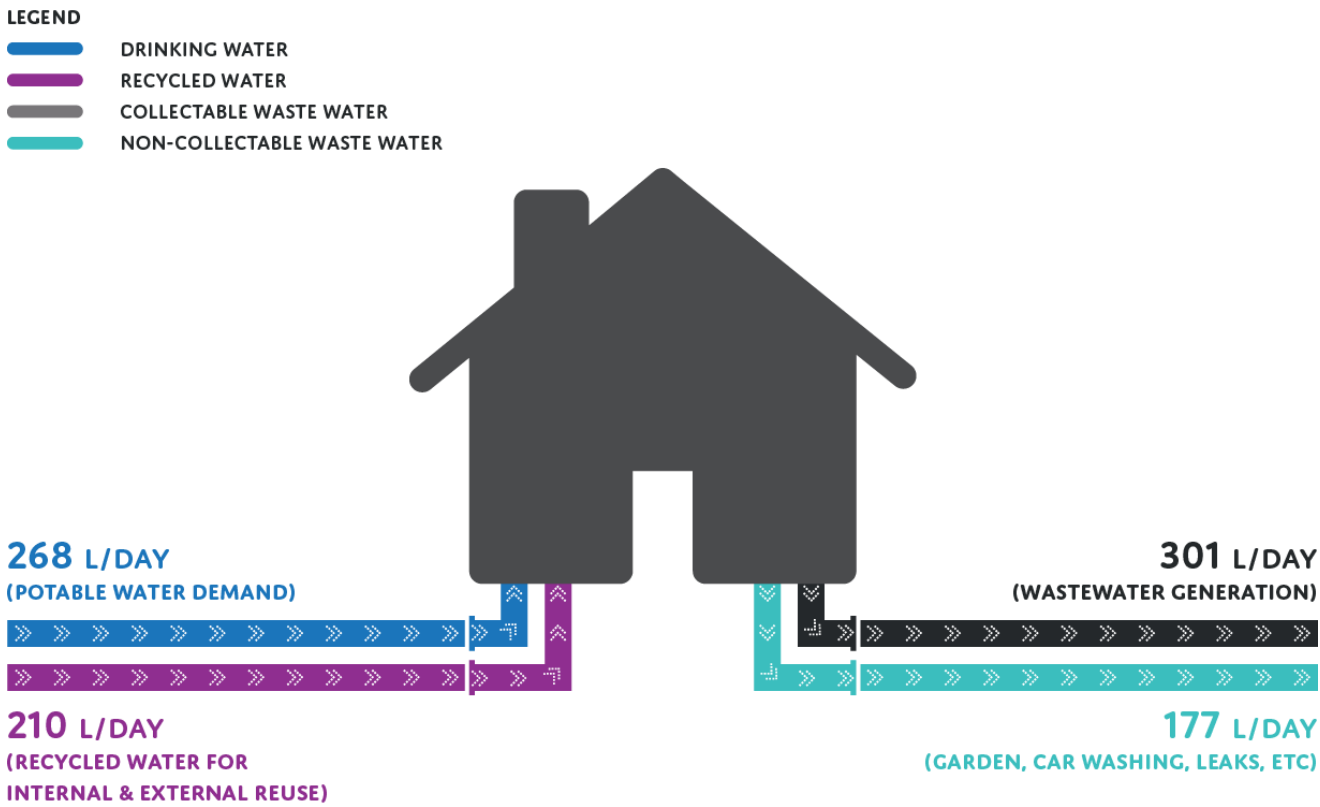 LEGEND
DRINKING WATER
RECYCLED WATER
COLLECTABLE WASTE WATER
NON-COLLECTABLE WASTE WATER
268 L/DAY
(POTABLE WATER DEMAND)
210 L/DAY
(RECYCLED WATER FOR
INTERNAL & EXTERNAL REUSE)
301 L/DAY
(WASTEWATER GENERATION)
177 L/DAY
(GARDEN, CAR WASHING, LEAKS, ETC)